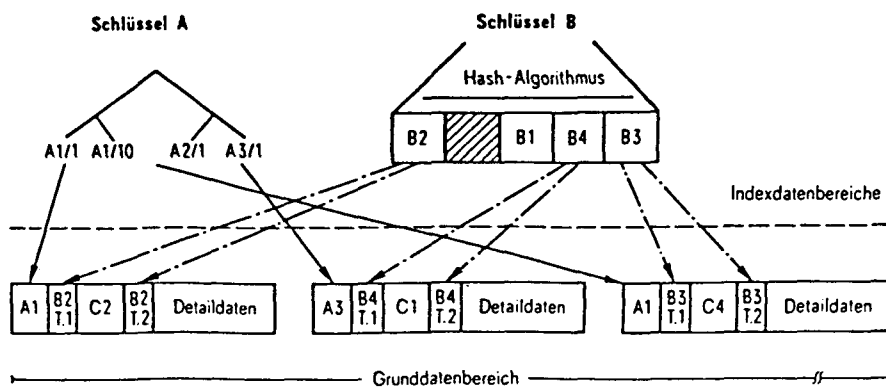 Schlüssel A Schlüssel B
Hash-Algorithmus
B2 B1 B4 B3
A1/1 A1/10 A2/1 A3/1
Indexdatenbereiche
A1 B2 T.1 C2 B2 T.2 Detaildaten A3 B4 T.1 C1 B4 T.2 Detaildaten A1 B3 T.1 C4 B3 T.2 Detaildaten
Grunddatenbereich